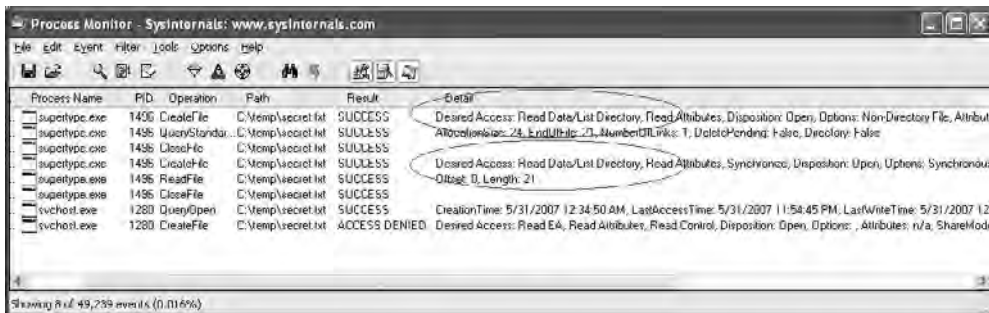 Process Monitor - Sysinternals: www.sysinternals.com
File Edit Event Filter Tools Options Help
Process Name PID Operation Path Result Detail
supertype.exe 1496 CreateFile C:\temp\secret.txt SUCCESS Desired Access: Read Data/List Directory, Read Attributes, Disposition: Open, Options: Non-Directory File, Attribut
supertype.exe 1496 QueryStandar... C:\temp\secret.txt SUCCESS AllocationSize: 24, EndOfFile: 21, NumberOfLinks: 1, DeletePending: False, Directory: False
supertype.exe 1496 CloseFile C:\temp\secret.txt SUCCESS
supertype.exe 1496 CreateFile C:\temp\secret.txt SUCCESS Desired Access: Read Data/List Directory, Read Attributes, Synchronize, Disposition: Open, Options: Synchronous
supertype.exe 1496 ReadFile C:\temp\secret.txt SUCCESS Offset: 0, Length: 21
supertype.exe 1496 CloseFile C:\temp\secret.txt SUCCESS
svchost.exe 1280 QueryOpen C:\temp\secret.txt SUCCESS CreationTime: 5/31/2007 12:34:50 AM, LastAccessTime: 5/31/2007 11:54:45 PM, LastWriteTime: 5/31/2007 12
svchost.exe 1280 CreateFile C:\temp\secret.txt ACCESS DENIED Desired Access: Read EA, Read Attributes, Read Control, Disposition: Open, Options: , Attributes: n/a, ShareMode
Showing 8 of 49,239 events (0.016%)